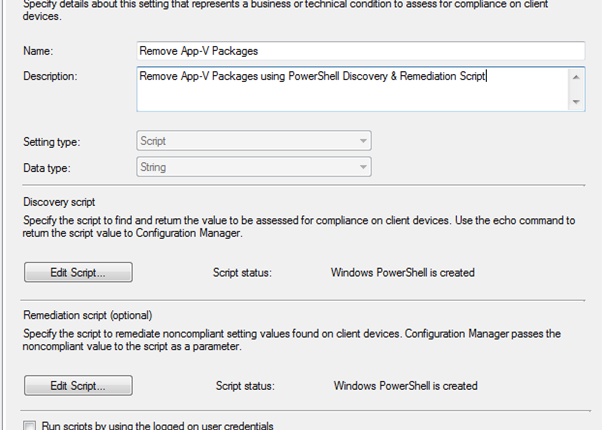 Specify details about this setting that represents a business or technical condition to assess for compliance on client
devices.
Name: Remove App-V Packages
Description: Remove App-V Packages using PowerShell Discovery & Remediation Script
Setting type: Script
Data type: String
Discovery script
Specify the script to find and return the value to be assessed for compliance on client devices. Use the echo command to
return the script value to Configuration Manager.
Edit Script... Script status: Windows PowerShell is created
Remediation script (optional)
Specify the script to remediate noncompliant setting values found on client devices. Configuration Manager passes the
noncompliant value to the script as a parameter.
Edit Script... Script status: Windows PowerShell is created
Run scripts by using the logged on user credentials